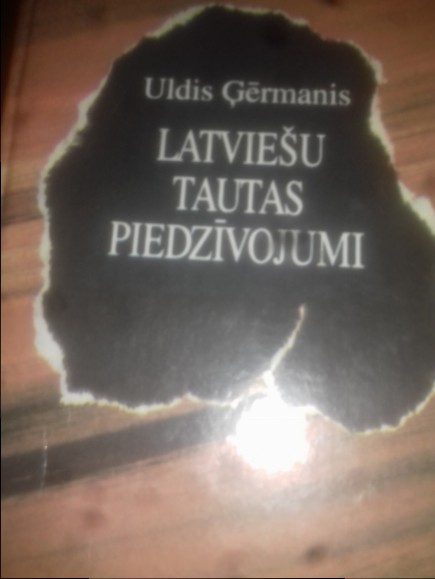 Uldis Ģērmanis
LATVIEŠU
TAUTAS
PIEDZĪVOJUMI